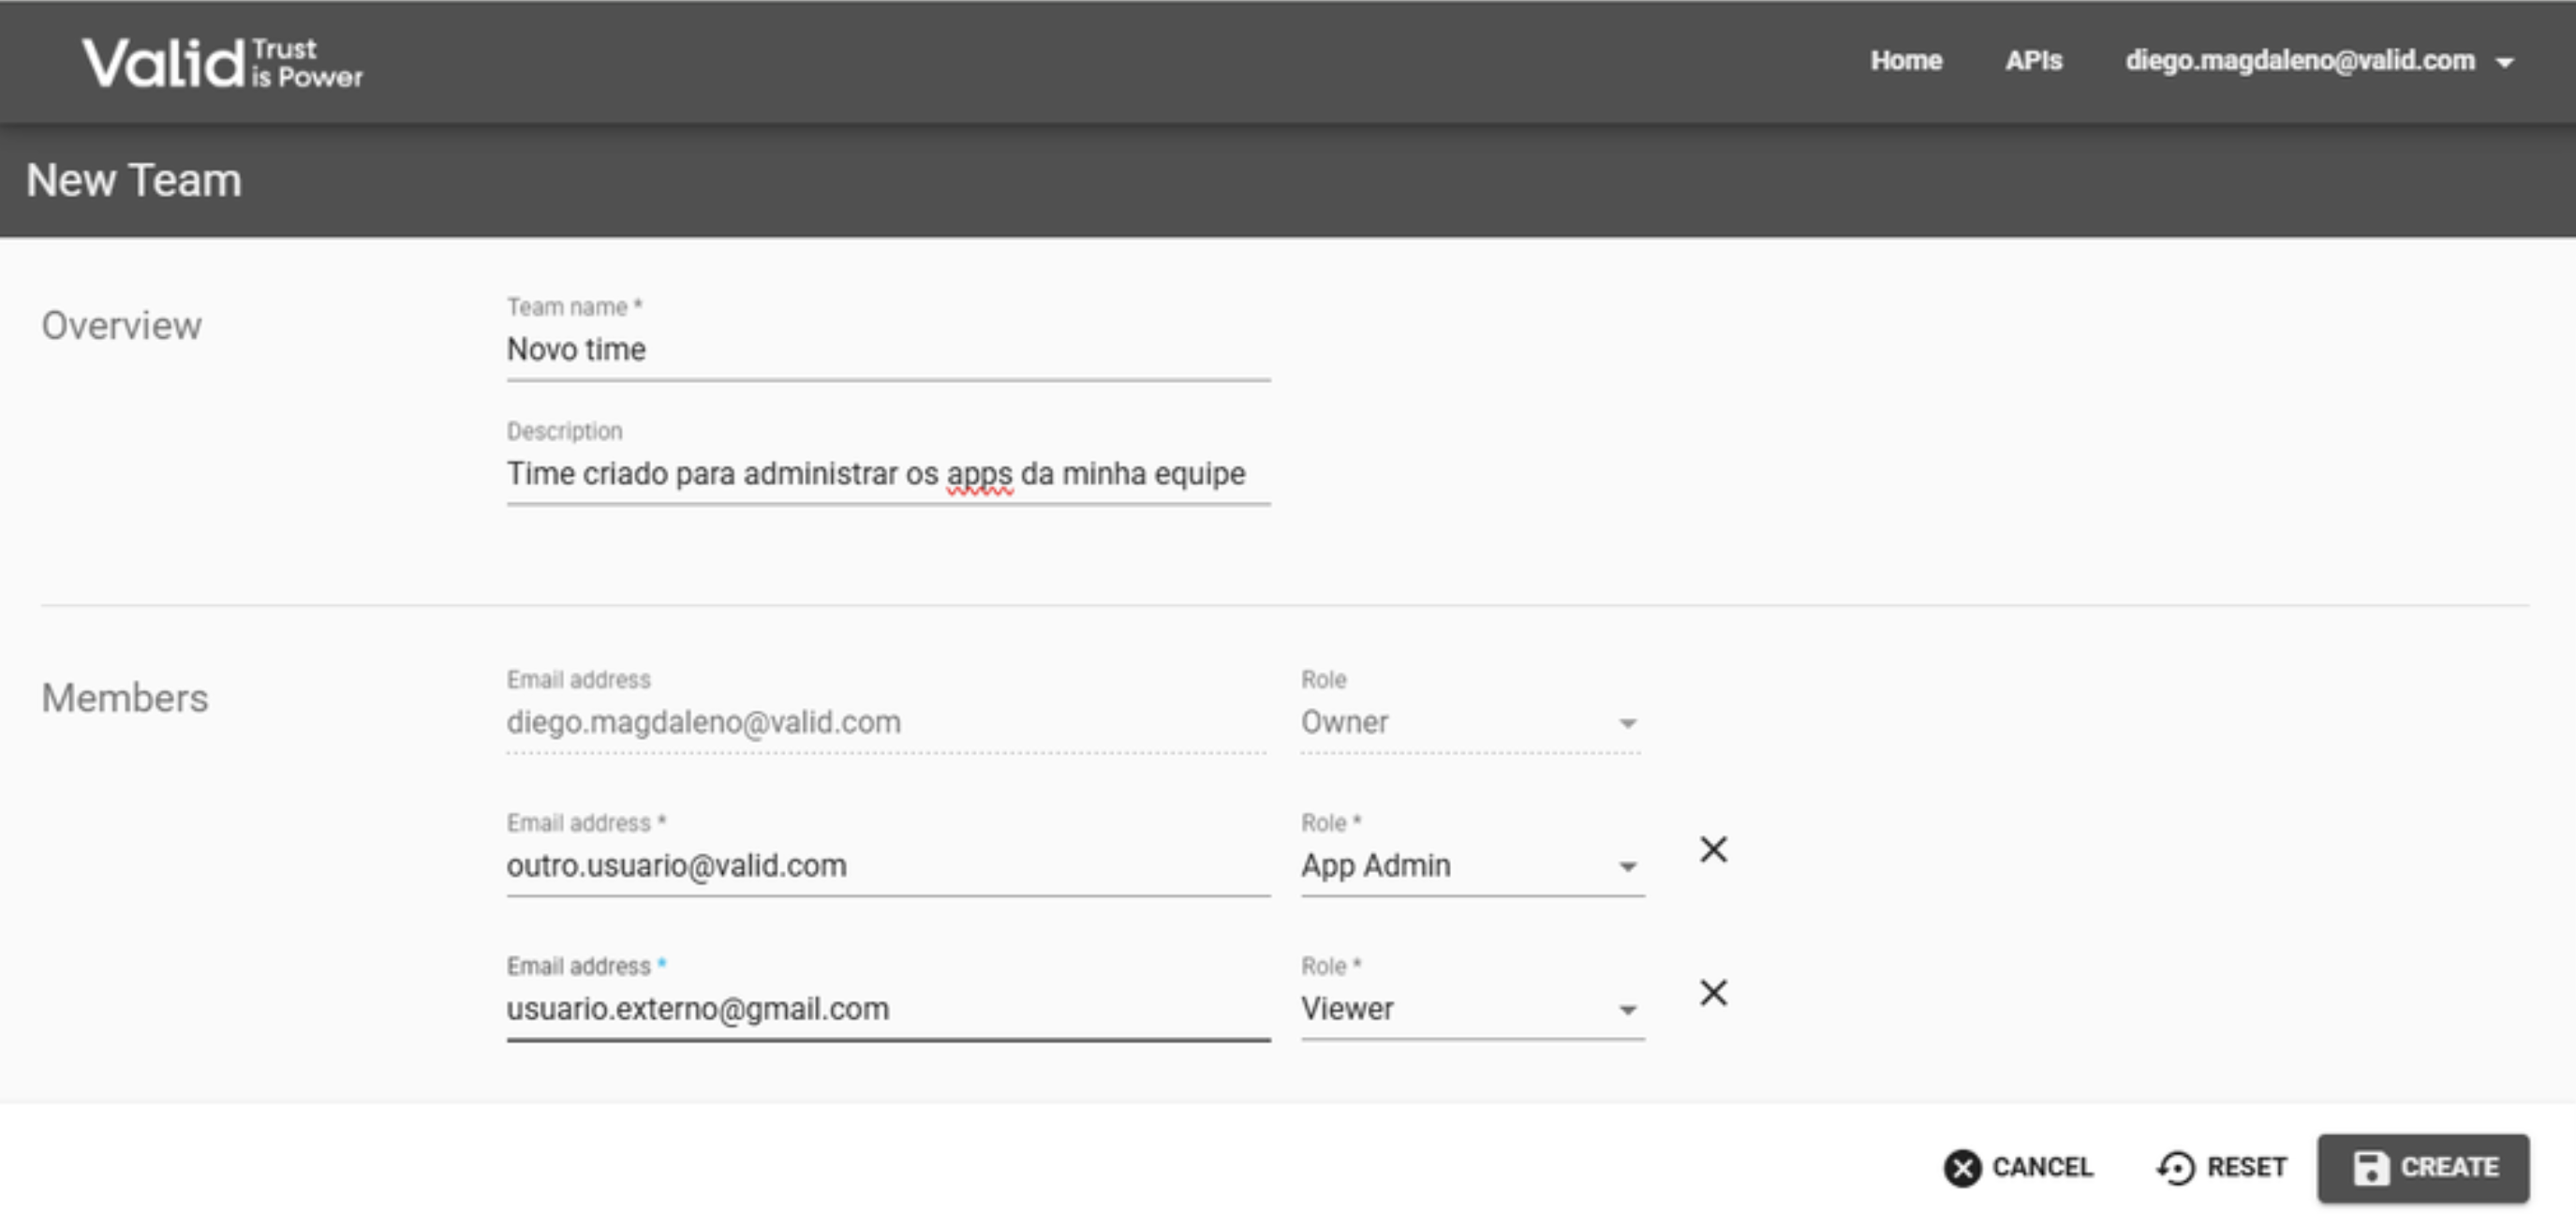 Valid Trust is Power
Home APIs diego.magdaleno@valid.com
New Team
Overview
Team name *
Novo time
Description
Time criado para administrar os apps da minha equipe
Members
Email address Role
diego.magdaleno@valid.com Owner
Email address * Role *
outro.usuario@valid.com App Admin
Email address * Role *
usuario.externo@gmail.com Viewer
CANCEL RESET CREATE